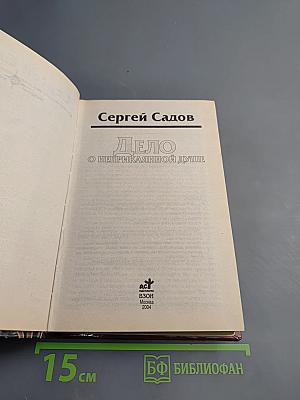 Сергей Садов
Дело
о неприкаянной душе
АСТ
ВЗОИ
Москва
2004
15 см
БФ БИБЛИОФАН